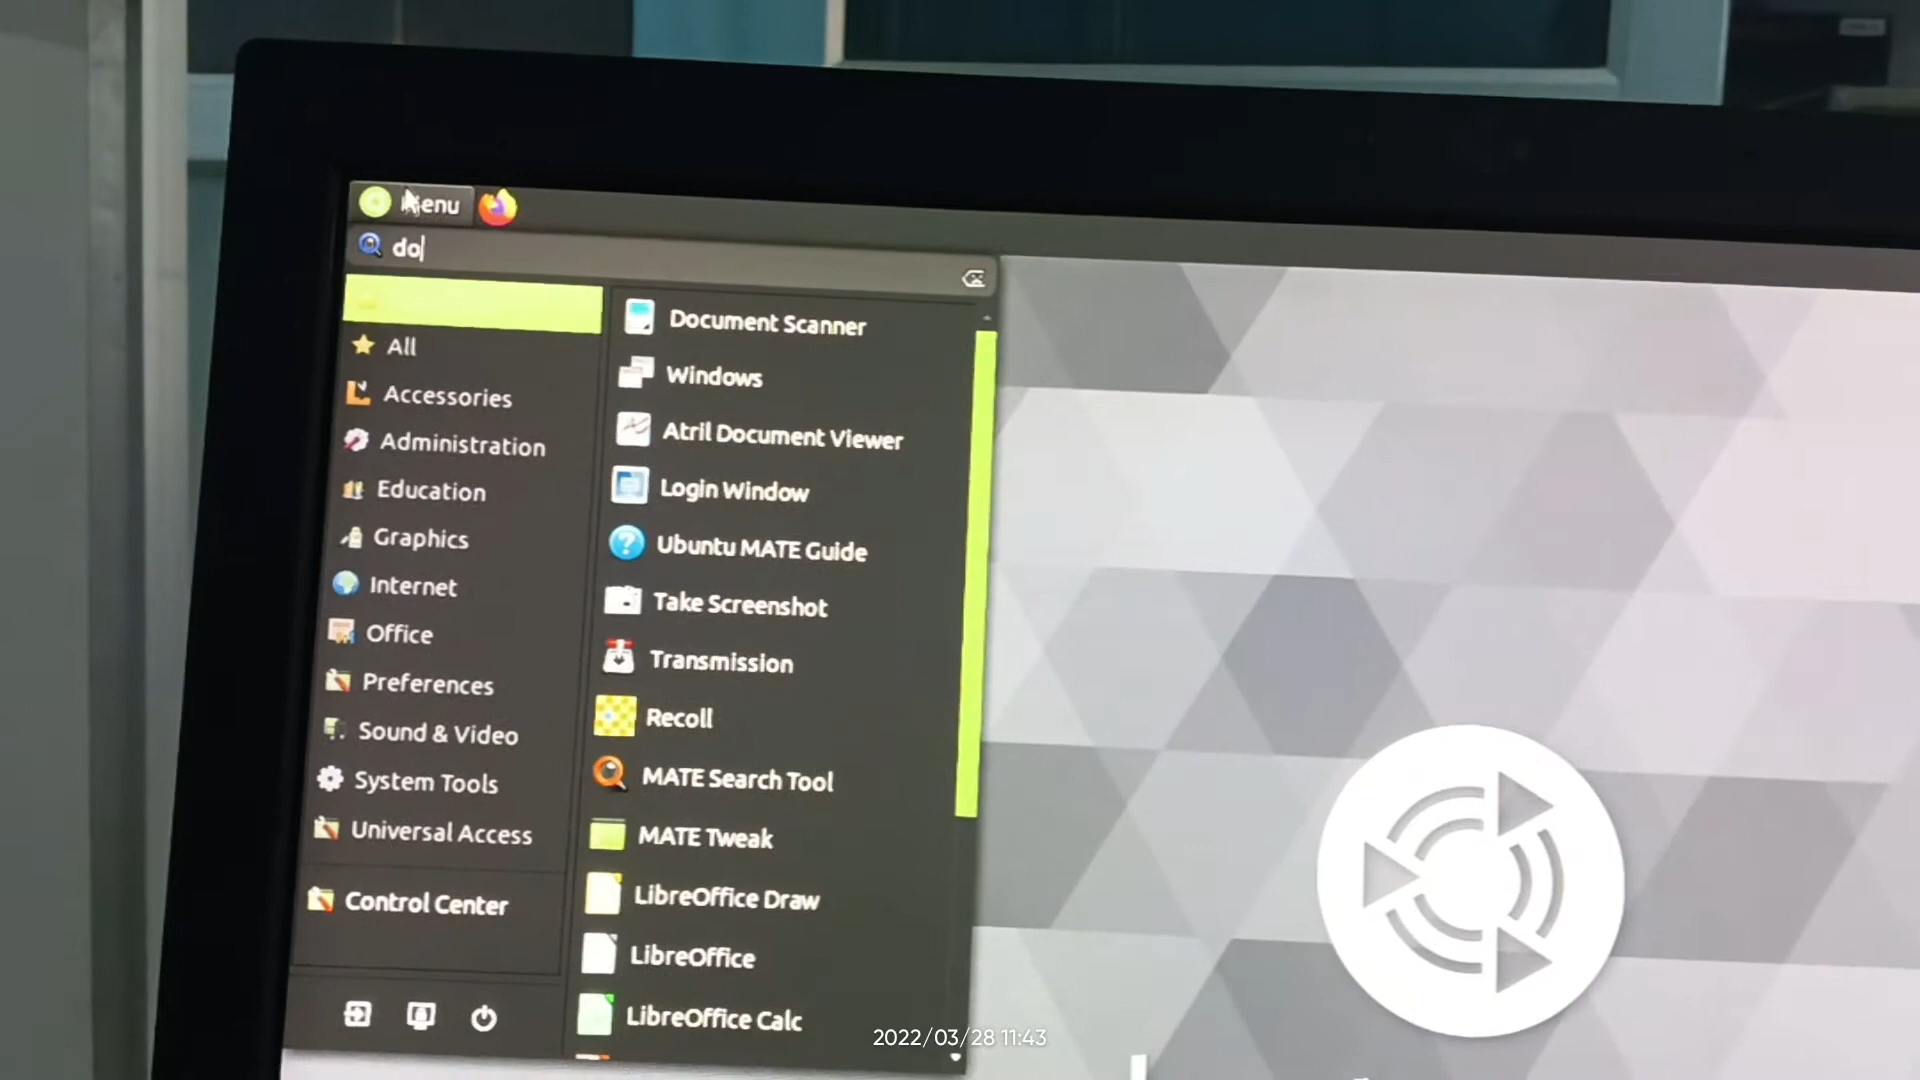 Menu
do
All
Accessories
Administration
Education
Graphics
Internet
Office
Preferences
Sound & Video
System Tools
Universal Access
Control Center
Document Scanner
Windows
Atril Document Viewer
Login Window
Ubuntu MATE Guide
Take Screenshot
Transmission
Recoll
MATE Search Tool
MATE Tweak
LibreOffice Draw
LibreOffice
LibreOffice Calc
2022/03/28 11:43